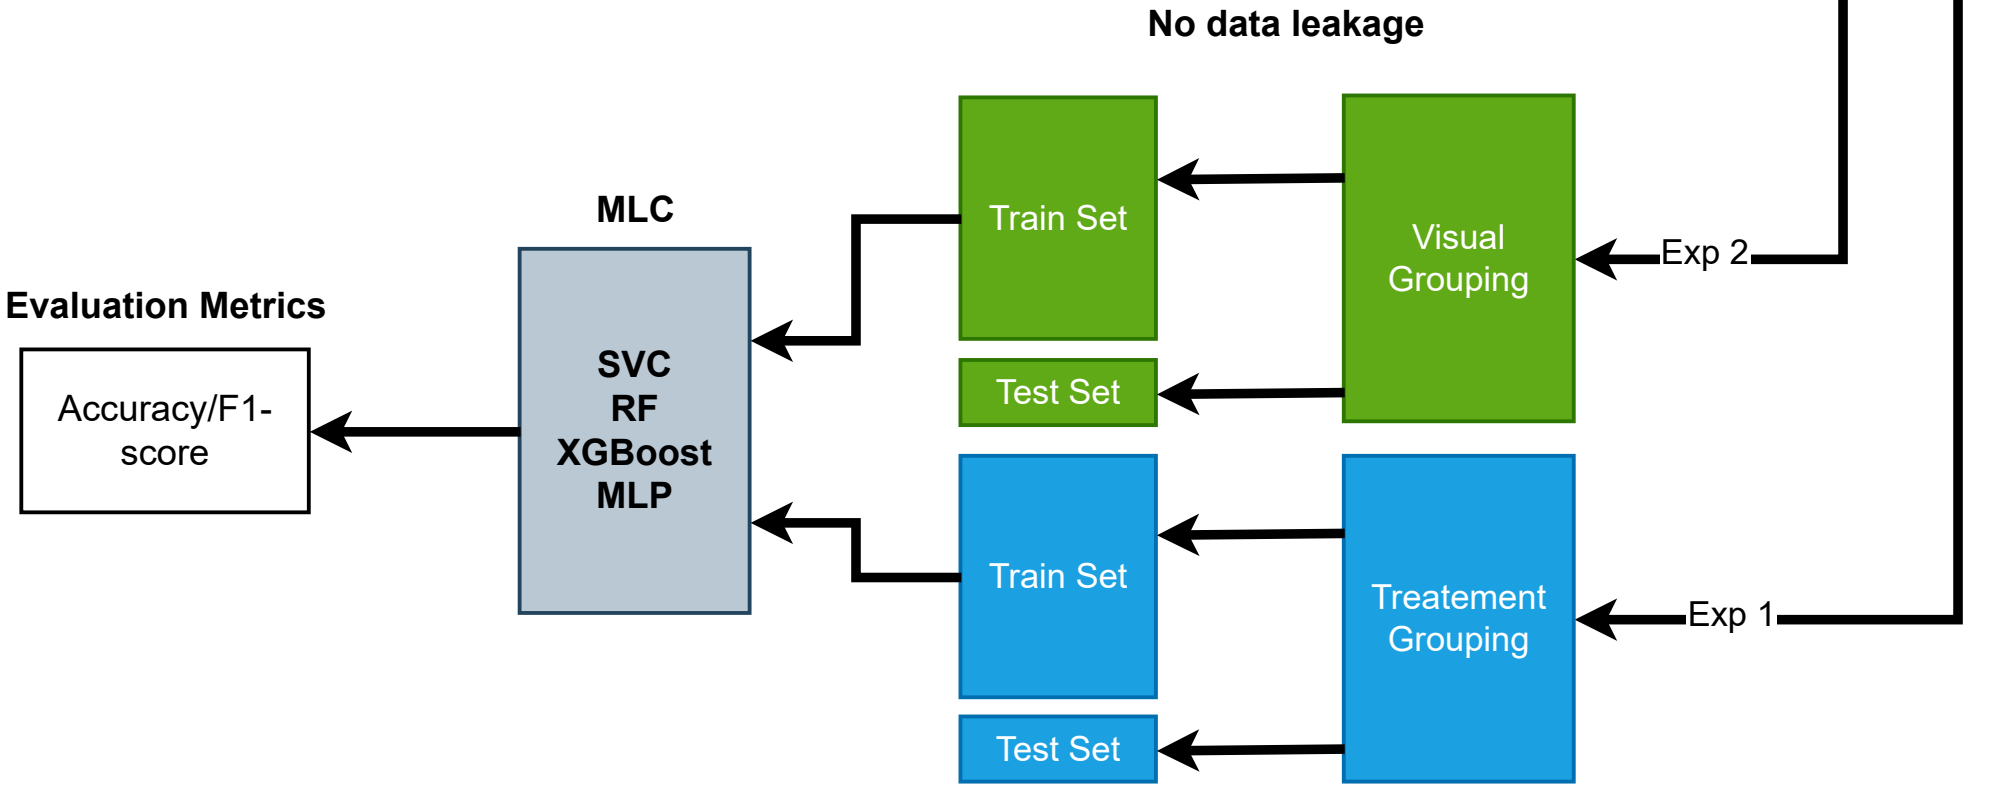 No data leakage
Train Set
Visual
Grouping
Exp 2
Test Set
MLC
SVC
RF
XGBoost
MLP
Evaluation Metrics
Accuracy/F1-
score
Train Set
Treatement
Grouping
Exp 1
Test Set